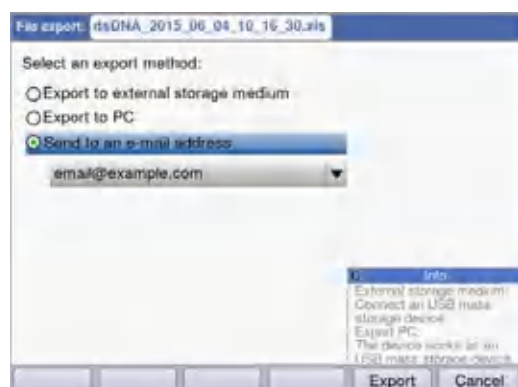 File export: dsDNA_2015_06_04_10_16_30.xls
Select an export method:
Export to external storage medium
Export to PC
Send to an e-mail address
email@example.com
Info
External storage medium:
Connect an USB mass
storage device
Export PC:
The device works as an
USB mass storage device
Export Cancel